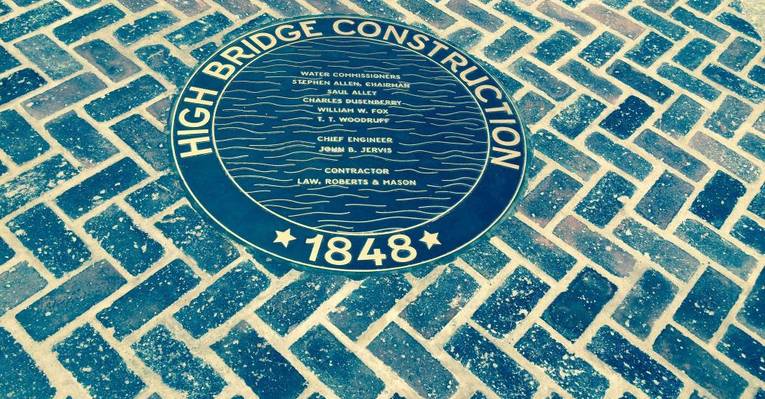 HIGH BRIDGE CONSTRUCTION
WATER COMMISSIONERS
STEPHEN ALLEN, CHAIRMAN
SAUL ALLEY
CHARLES DUSENBERRY
WILLIAM W. FOX
T. T. WOODRUFF
CHIEF ENGINEER
JOHN B. JERVIS
CONTRACTOR
LAW, ROBERTS & MASON
1848